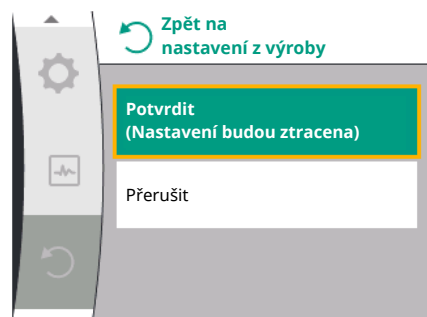 Zpět na
nastavení z výroby
Potvrdit
(Nastavení budou ztracena)
Přerušit